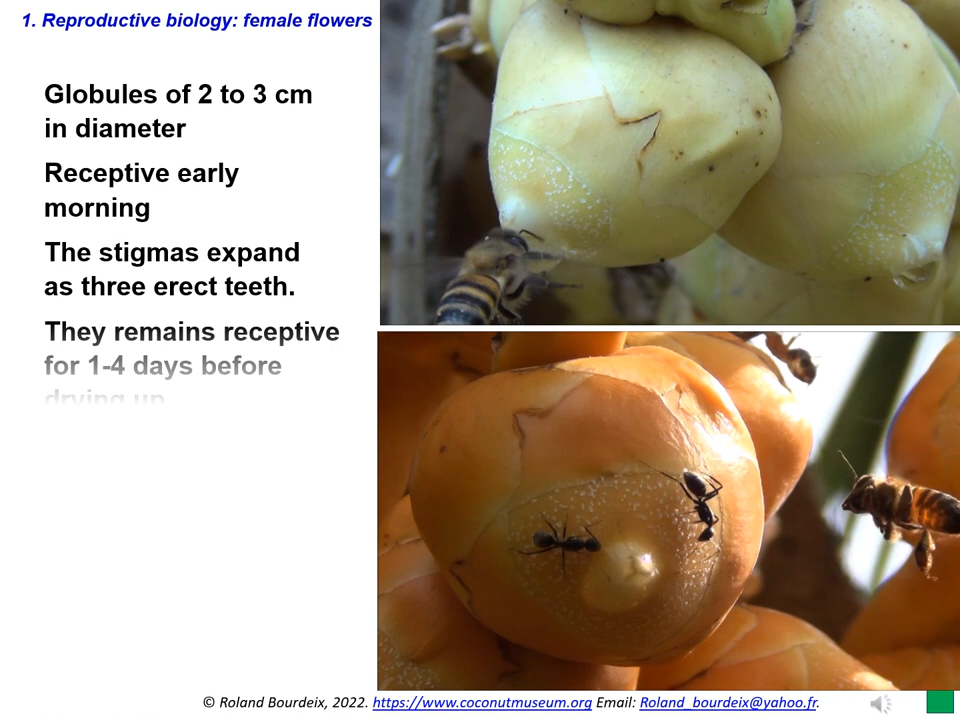 1. Reproductive biology: female flowers
Globules of 2 to 3 cm
in diameter
Receptive early
morning
The stigmas expand
as three erect teeth.
They remains receptive
for 1-4 days before
drying up
© Roland Bourdeix, 2022. https://www.coconutmuseum.org Email: Roland_bourdeix@yahoo.fr.